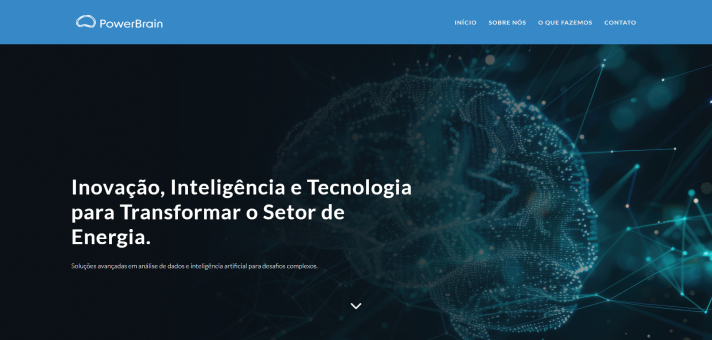 PowerBrain
INÍCIO SOBRE NÓS O QUE FAZEMOS CONTATO
Inovação, Inteligência e Tecnologia
para Transformar o Setor de
Energia.
Soluções avançadas em análise de dados e inteligência artificial para desafios complexos.